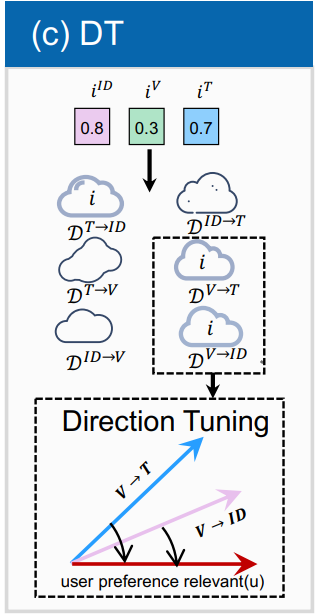 (c) DT
i^{ID} i^{V} i^{T}
0.8 0.3 0.7
i
𝒟^{T→ID} 𝒟^{ID→T}
i
𝒟^{T→V} 𝒟^{V→T}
i
𝒟^{ID→V} 𝒟^{V→ID}
Direction Tuning
V→T
V→ID
user preference relevant(u)